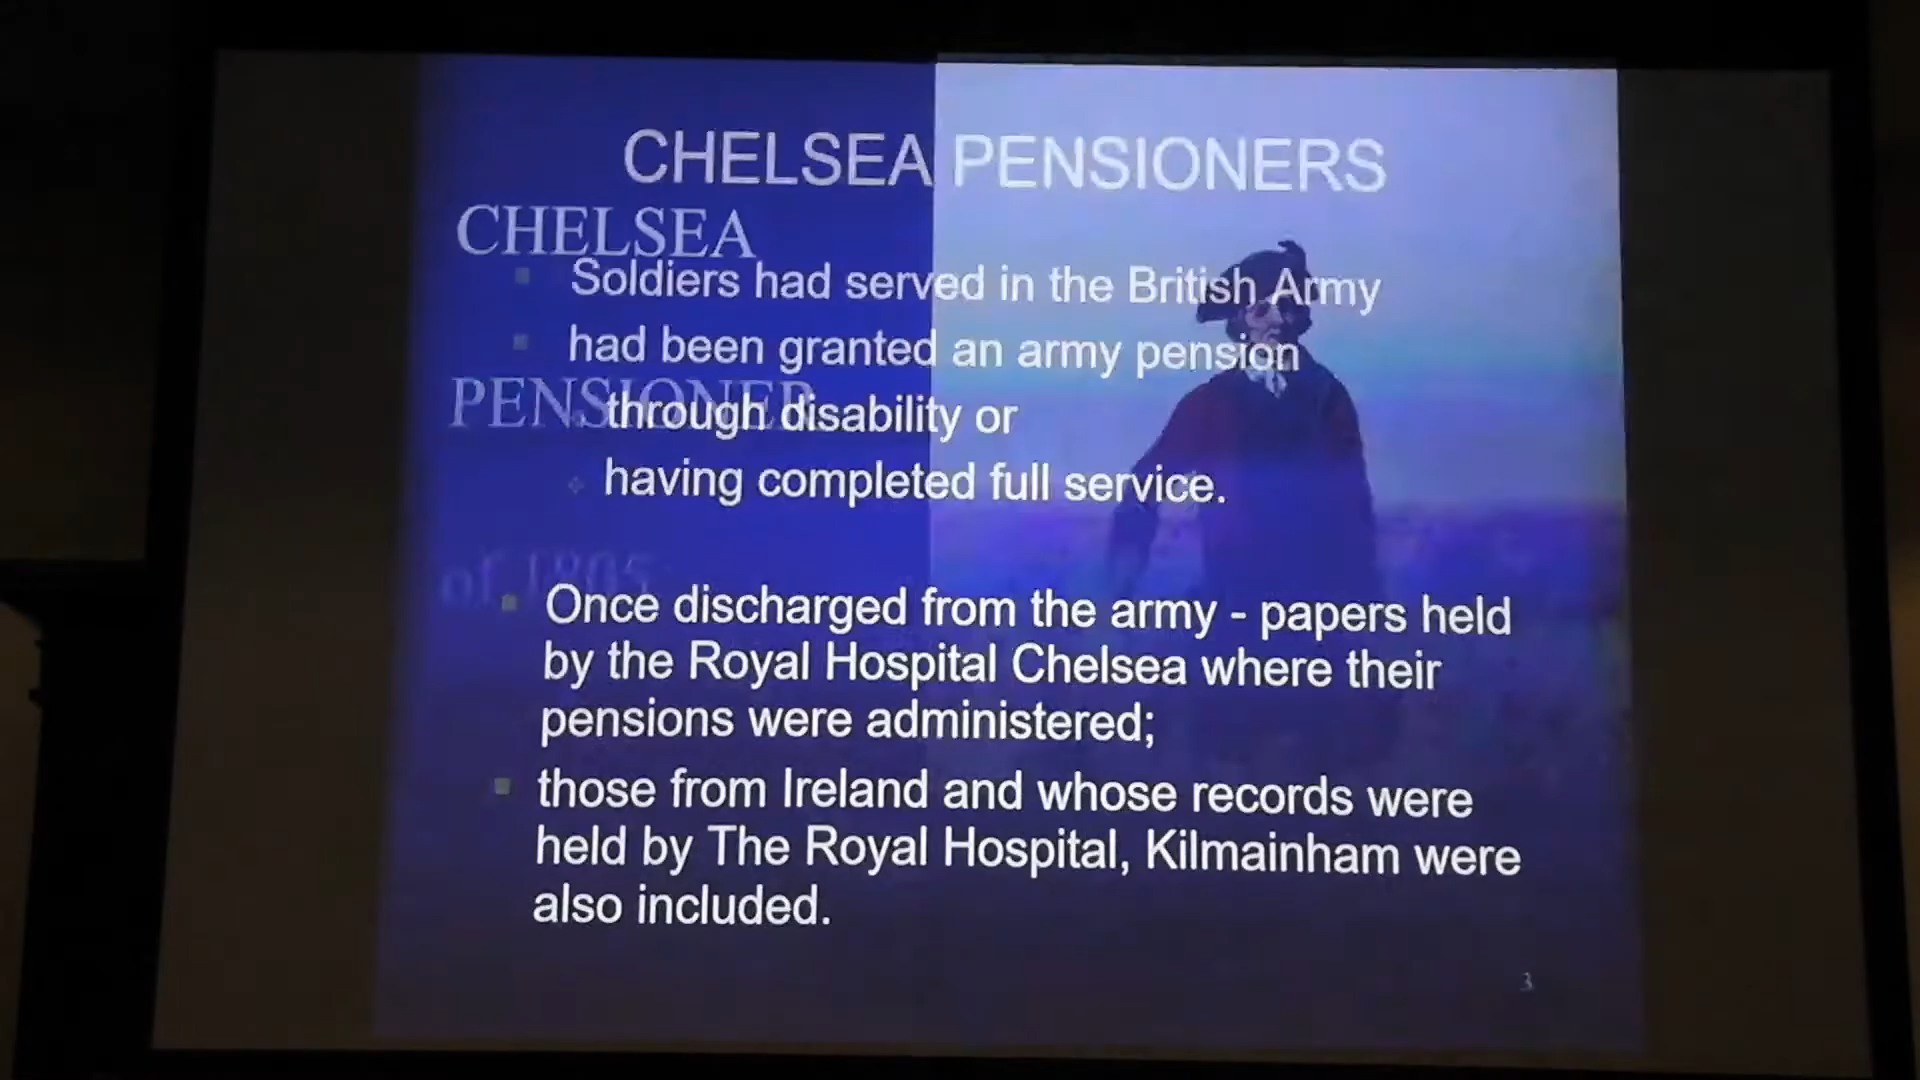 CHELSEA PENSIONERS
CHELSEA
Soldiers had served in the British Army
had been granted an army pension
PENSIONER
through disability or
having completed full service.
of 1805
Once discharged from the army - papers held
by the Royal Hospital Chelsea where their
pensions were administered;
those from Ireland and whose records were
held by The Royal Hospital, Kilmainham were
also included.
3